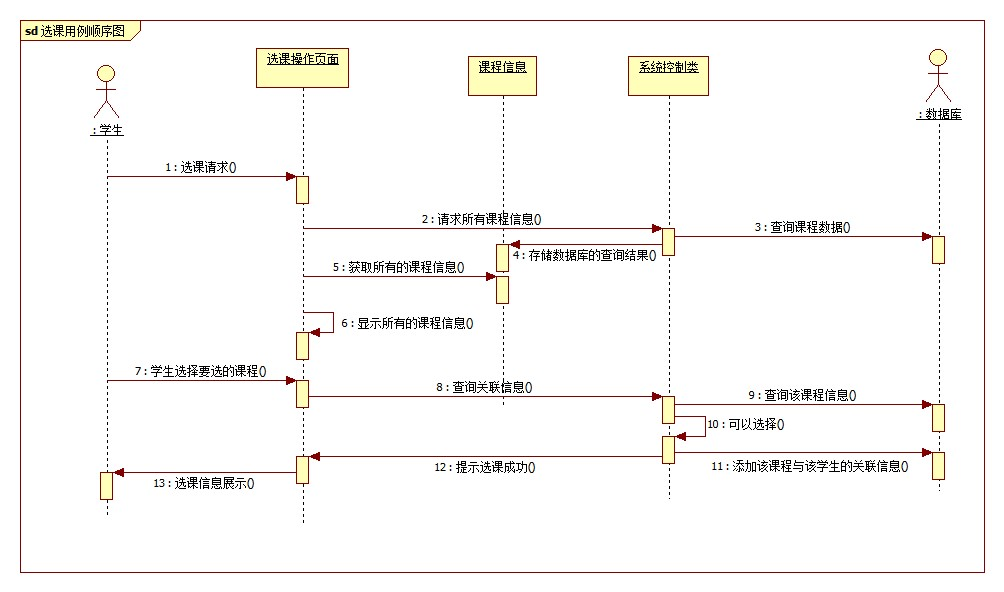 sd 选课用例顺序图
选课操作页面
课程信息
系统控制类
: 学生
: 数据库
1 : 选课请求()
2 : 请求所有课程信息()
3 : 查询课程数据()
4 : 存储数据库的查询结果()
5 : 获取所有的课程信息()
6 : 显示所有的课程信息()
7 : 学生选择要选的课程()
8 : 查询关联信息()
9 : 查询该课程信息()
10 : 可以选择()
11 : 添加该课程与该学生的关联信息()
12 : 提示选课成功()
13 : 选课信息展示()